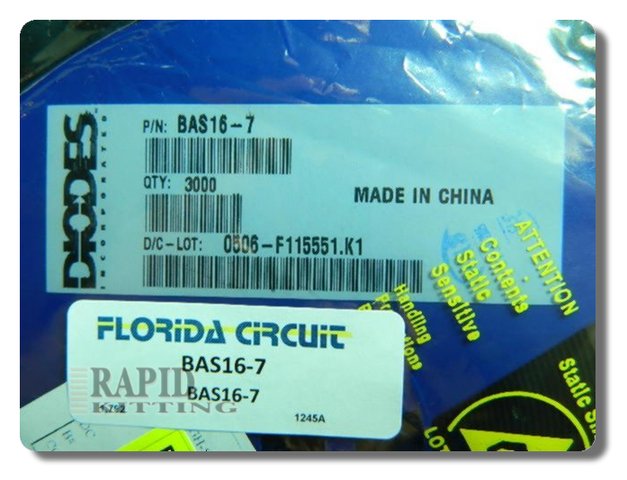 DIODES
INCORPORATED
P/N: BAS16-7
QTY: 3000
MADE IN CHINA
D/C-LOT: 0506-F115551.K1
ATTENTION
Contents
Static
Sensitive
Handling
FLORIDA CIRCUIT
BAS16-7
BAS16-7
RAPID
KITTING
1245A
Static
LOT